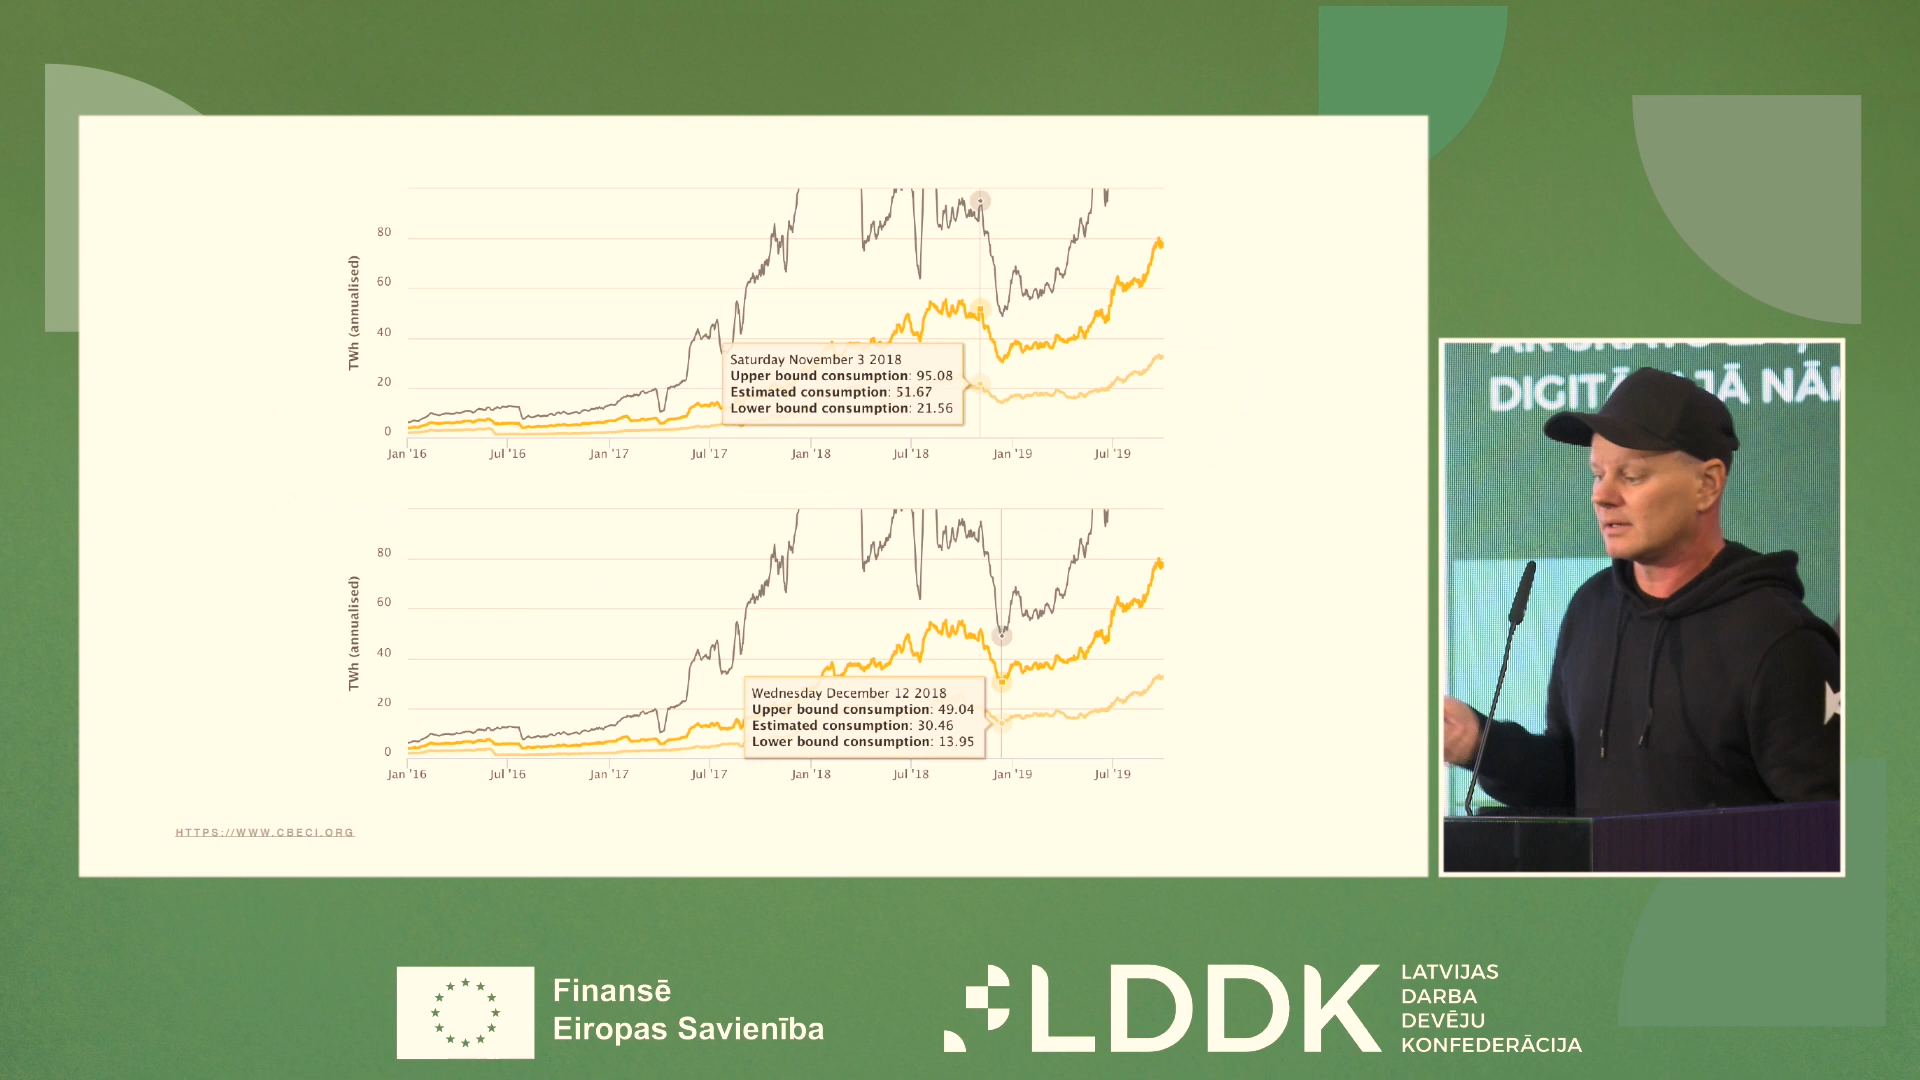 80
60
40
20
0
TWh (annualised)
Saturday November 3 2018
Upper bound consumption: 95.08
Estimated consumption: 51.67
Lower bound consumption: 21.56
Jan '16
Jul '16
Jan '17
Jul '17
Jan '18
Jul '18
Jan '19
Jul '19
80
60
40
20
0
TWh (annualised)
Wednesday December 12 2018
Upper bound consumption: 49.04
Estimated consumption: 30.46
Lower bound consumption: 13.95
Jan '16
Jul '16
Jan '17
Jul '17
Jan '18
Jul '18
Jan '19
Jul '19
HTTPS://WWW.CBECI.ORG
Finansē
Eiropas Savienība
LDDK
LATVIJAS
DARBA
DEVĒJU
KONFEDERĀCIJA